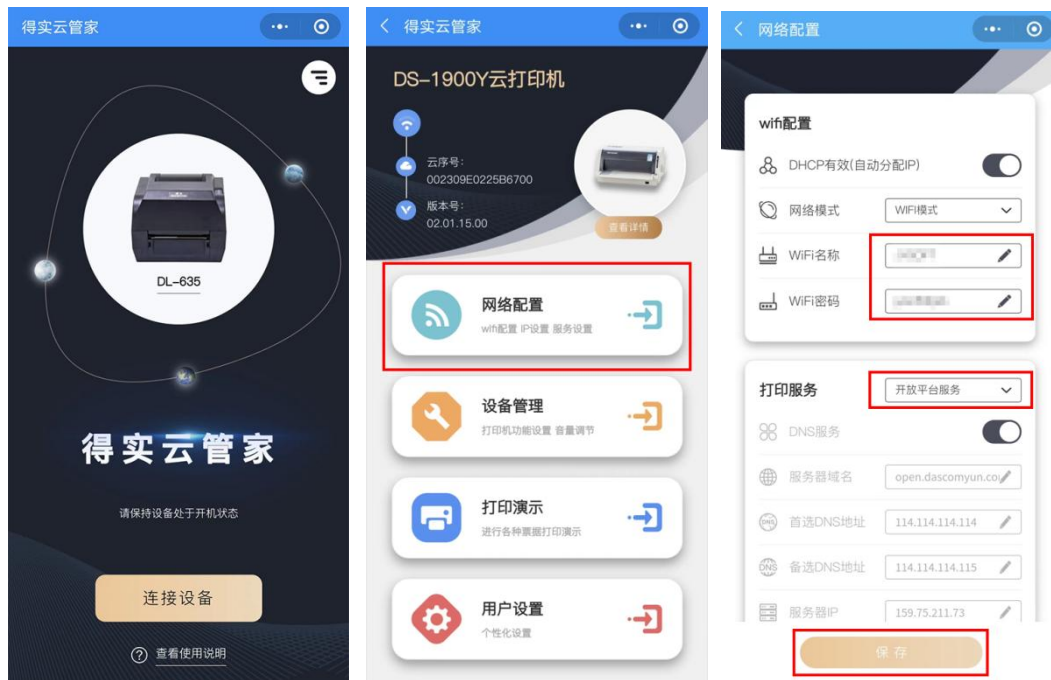 得实云管家
DL-635
得实云管家
请保持设备处于开机状态
连接设备
查看使用说明
得实云管家
DS-1900Y云打印机
云序号：
002309E0225B6700
版本号：
02.01.15.00
查看详情
网络配置
wifi配置 IP设置 服务设置
设备管理
打印机功能设置 音量调节
打印演示
进行各种票据打印演示
用户设置
个性化设置
网络配置
wifi配置
DHCP有效(自动分配IP)
网络模式 WIFI模式
WiFi名称
WiFi密码
打印服务 开放平台服务
DNS服务
服务器域名 open.dascomyun.co
首选DNS地址 114.114.114.114
备选DNS地址 114.114.114.115
服务器IP 159.75.211.73
保存